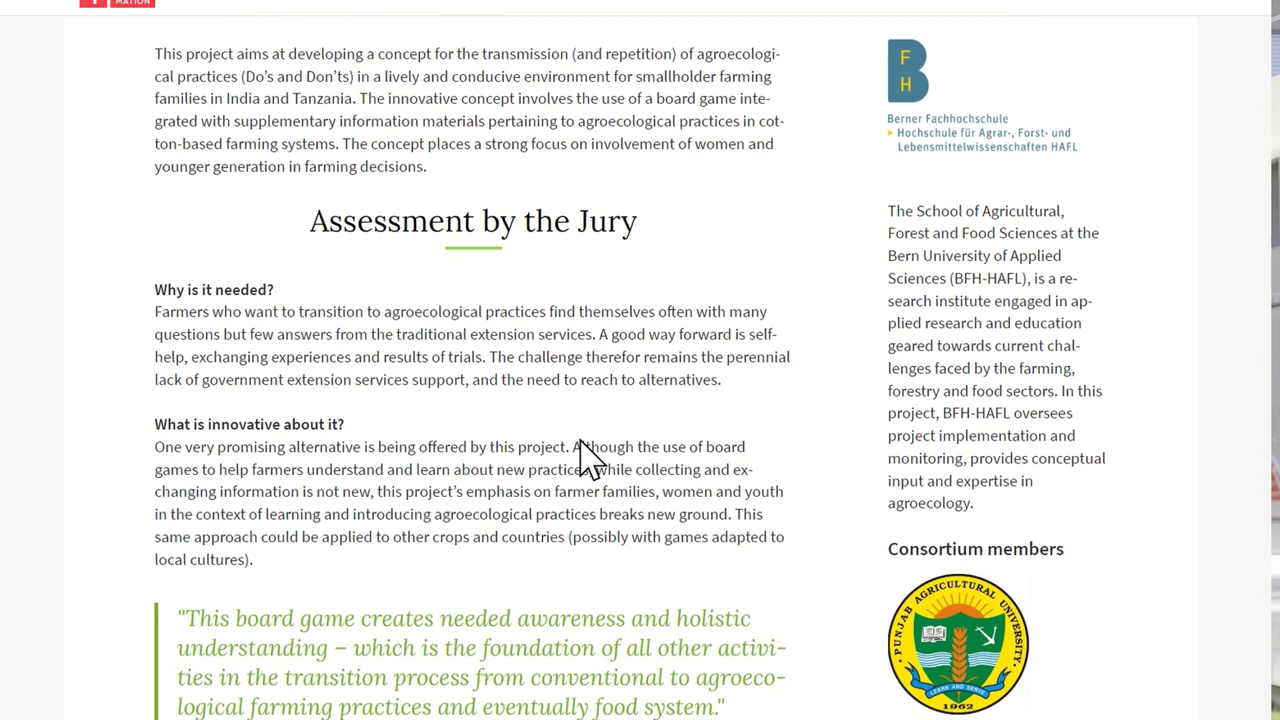 MATION
This project aims at developing a concept for the transmission (and repetition) of agroecologi-
cal practices (Do's and Don'ts) in a lively and conducive environment for smallholder farming
families in India and Tanzania. The innovative concept involves the use of a board game inte-
grated with supplementary information materials pertaining to agroecological practices in cot-
ton-based farming systems. The concept places a strong focus on involvement of women and
younger generation in farming decisions.
Assessment by the Jury
Why is it needed?
Farmers who want to transition to agroecological practices find themselves often with many
questions but few answers from the traditional extension services. A good way forward is self-
help, exchanging experiences and results of trials. The challenge therefor remains the perennial
lack of government extension services support, and the need to reach to alternatives.
What is innovative about it?
One very promising alternative is being offered by this project. Although the use of board
games to help farmers understand and learn about new practices while collecting and ex-
changing information is not new, this project's emphasis on farmer families, women and youth
in the context of learning and introducing agroecological practices breaks new ground. This
same approach could be applied to other crops and countries (possibly with games adapted to
local cultures).
"This board game creates needed awareness and holistic
understanding – which is the foundation of all other activi-
ties in the transition process from conventional to agroeco-
logical farming practices and eventually food system."
F
H
Berner Fachhochschule
Hochschule für Agrar-, Forst- und
Lebensmittelwissenschaften HAFL
The School of Agricultural,
Forest and Food Sciences at the
Bern University of Applied
Sciences (BFH-HAFL), is a re-
search institute engaged in ap-
plied research and education
geared towards current chal-
lenges faced by the farming,
forestry and food sectors. In this
project, BFH-HAFL oversees
project implementation and
monitoring, provides conceptual
input and expertise in
agroecology.
Consortium members
PUNJAB AGRICULTURAL UNIVERSITY
LEARN AND SERVE
1962